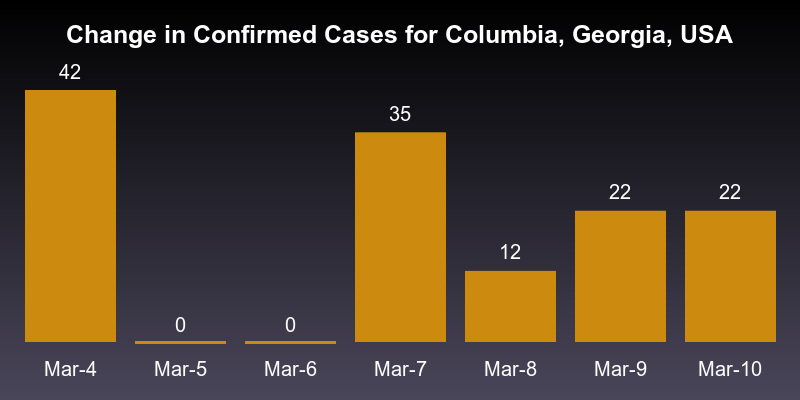 Change in Confirmed Cases for Columbia, Georgia, USA
42
0
0
35
12
22
22
Mar-4
Mar-5
Mar-6
Mar-7
Mar-8
Mar-9
Mar-10